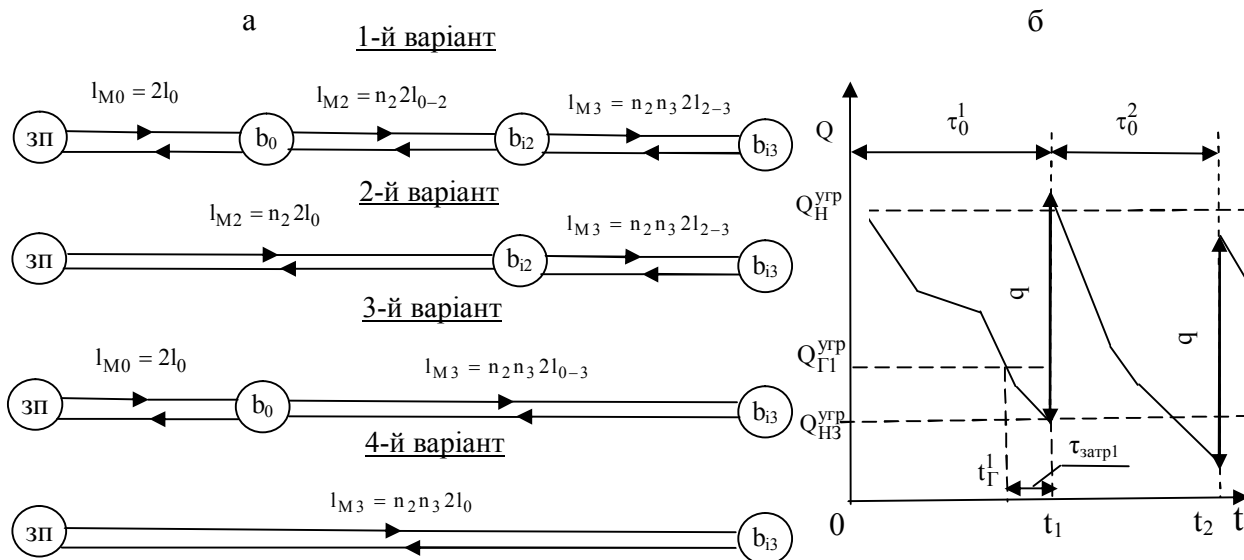 а
1-й варіант
l_M0 = 2l_0
l_M2 = n_2 2l_0–2
l_M3 = n_2 n_3 2l_2–3
зп
b_0
b_i2
b_i3
2-й варіант
l_M2 = n_2 2l_0
l_M3 = n_2 n_3 2l_2–3
зп
b_i2
b_i3
3-й варіант
l_M0 = 2l_0
l_M3 = n_2 n_3 2l_0–3
зп
b_0
b_i3
4-й варіант
l_M3 = n_2 n_3 2l_0
зп
b_i3
б
Q
τ_0^1
τ_0^2
Q_Н^угр
q
q
Q_Г1^угр
Q_НЗ^угр
t_Г^1
τ_затр1
0
t_1
t_2
t